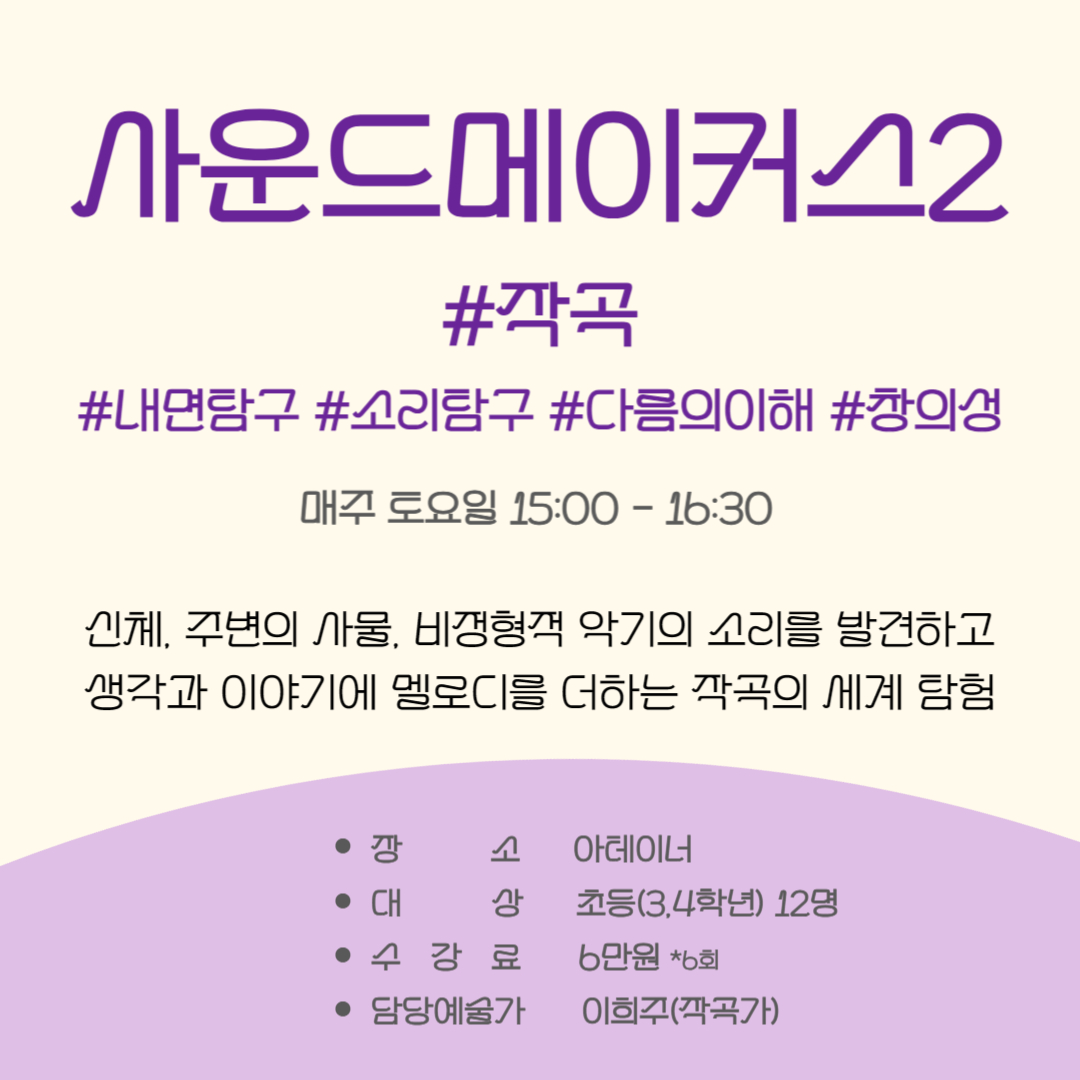 사운드메이커스2
#작곡
#내면탐구 #소리탐구 #다름의이해 #창의성
매주 토요일 15:00 - 16:30
신체, 주변의 사물, 비정형적 악기의 소리를 발견하고
생각과 이야기에 멜로디를 더하는 작곡의 세계 탐험
• 장 소 아테이너
• 대 상 초등(3,4학년) 12명
• 수 강 료 6만원 *6회
• 담당예술가 이희주(작곡가)